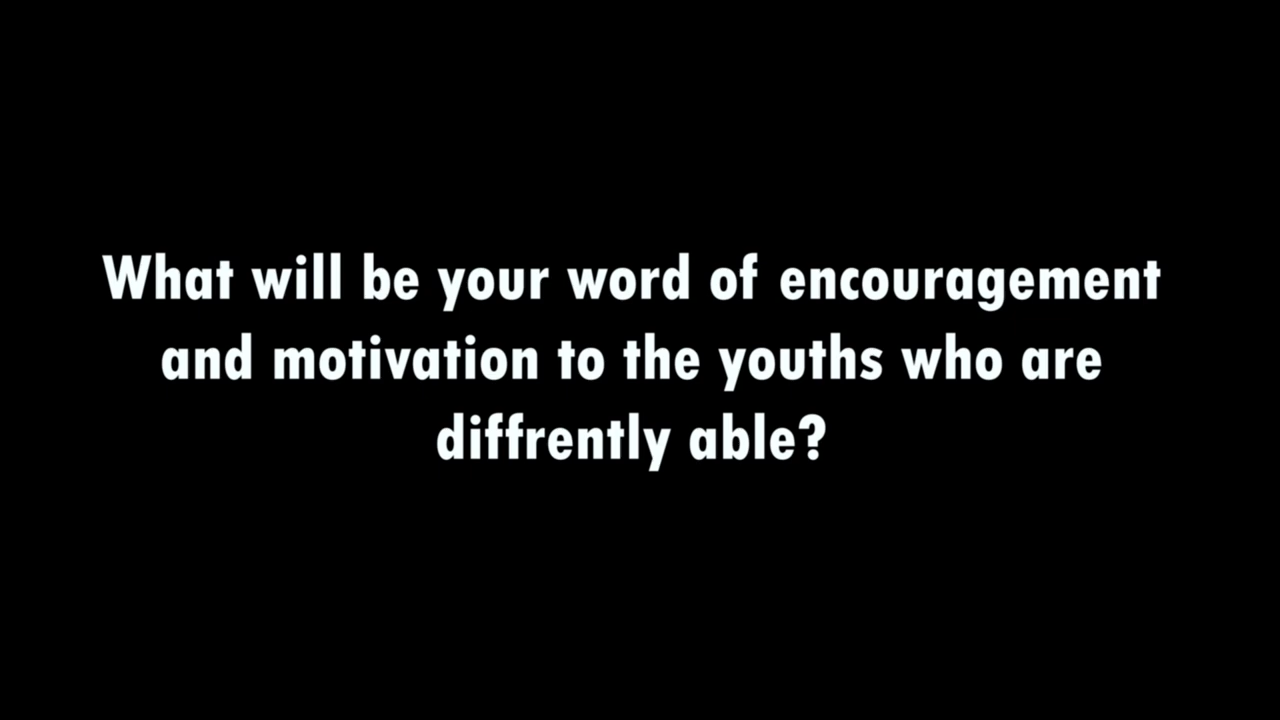 What will be your word of encouragement
and motivation to the youths who are
diffrently able?